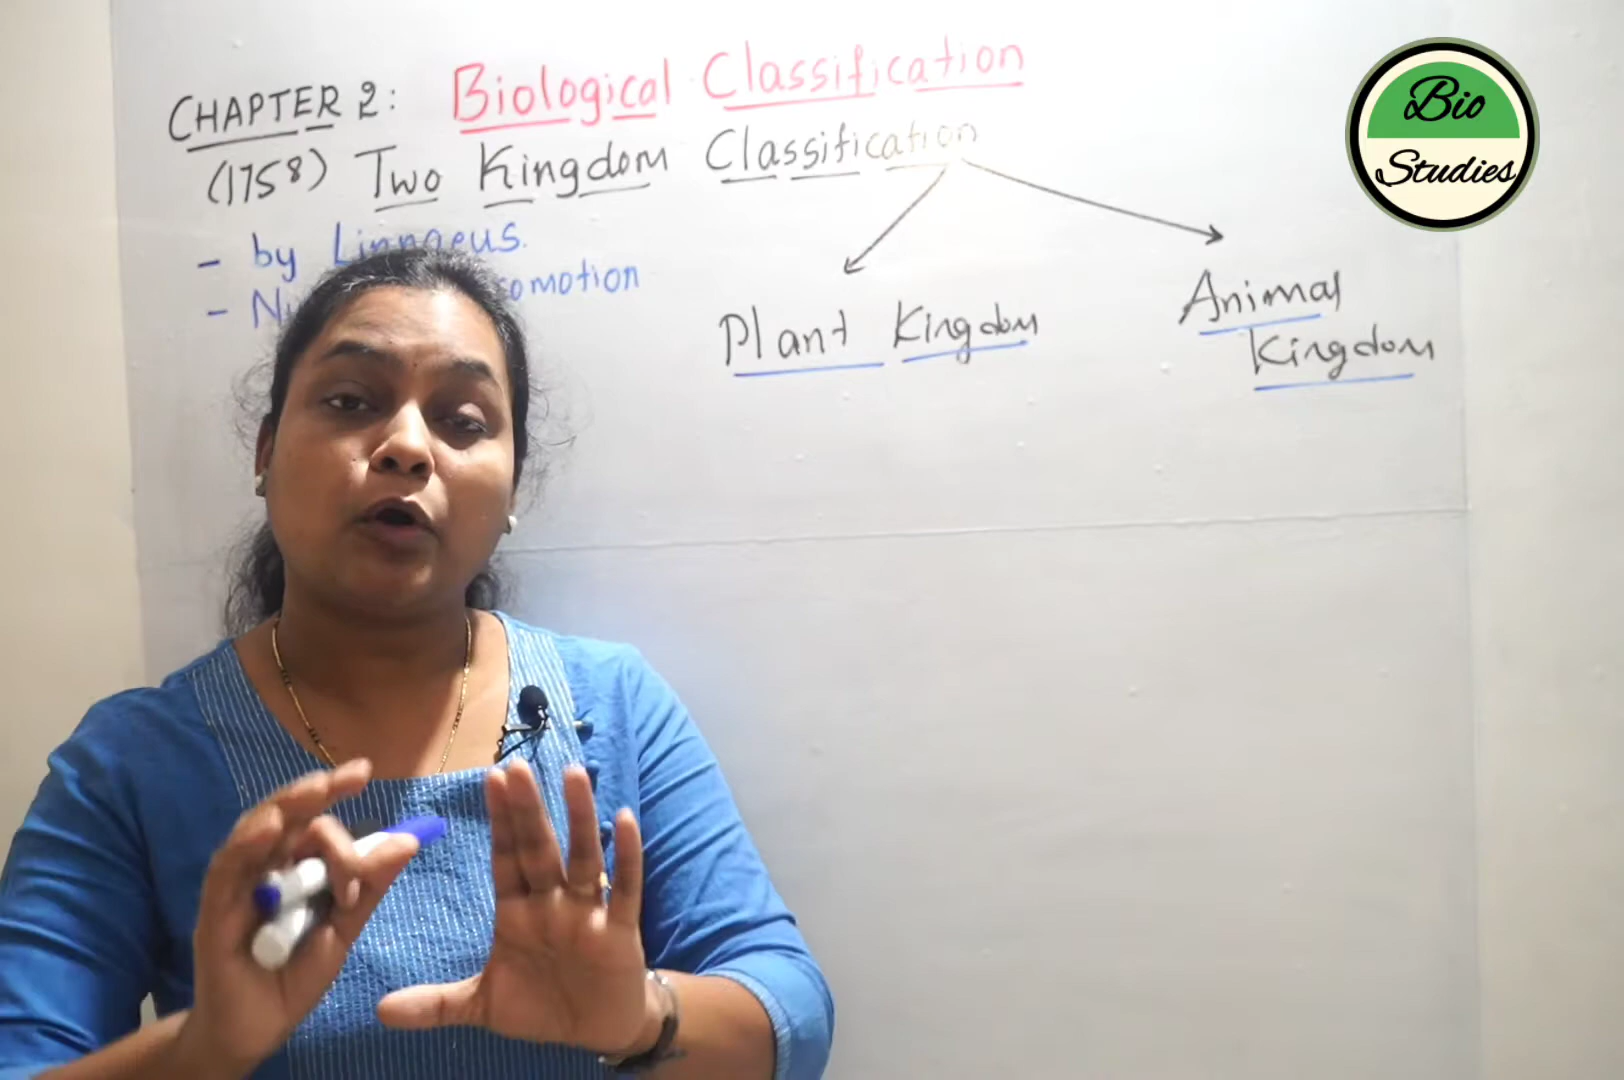 CHAPTER 2: Biological Classification
(1758) Two Kingdom Classification
- by Linnaeus.
Plant Kingdom
Animal
Kingdom
Bio
Studies